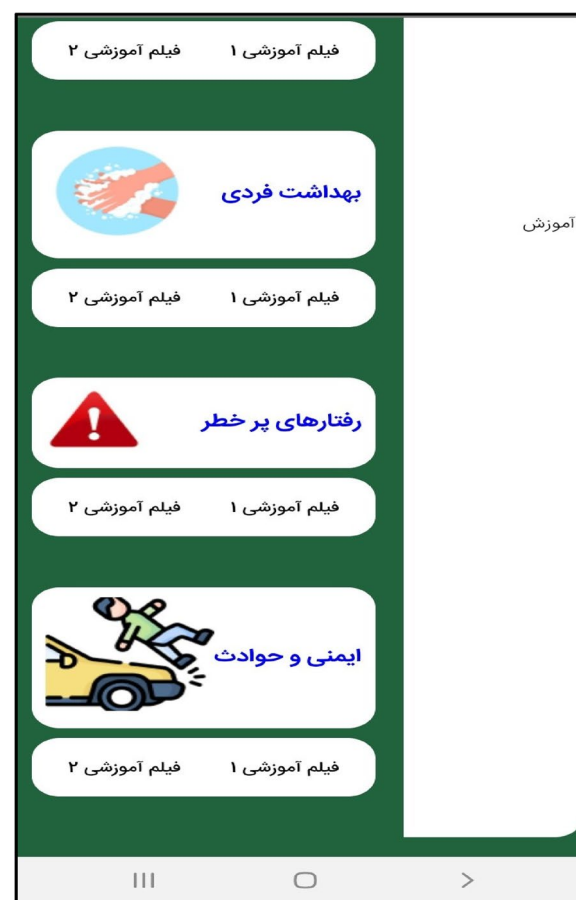 فیلم آموزشی ۱ فیلم آموزشی ۲
بهداشت فردی
آموزش
فیلم آموزشی ۱ فیلم آموزشی ۲
رفتارهای پر خطر
فیلم آموزشی ۱ فیلم آموزشی ۲
ایمنی و حوادث
فیلم آموزشی ۱ فیلم آموزشی ۲